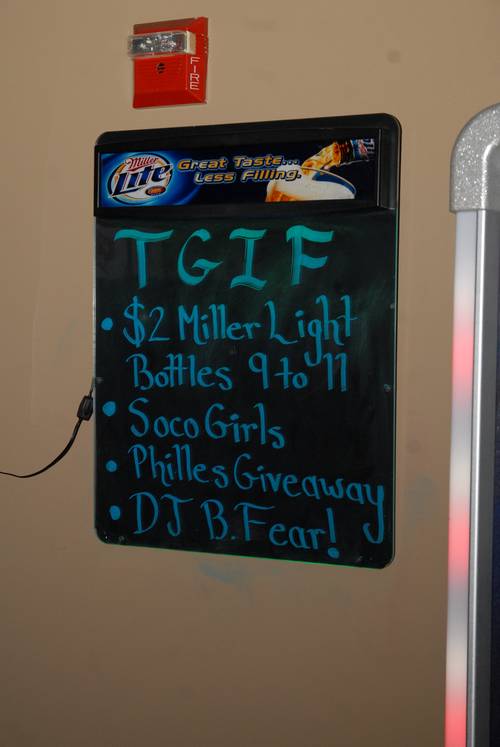 FIRE
Miller
Lite
Great Taste...
Less Filling.
TGIF
• $2 Miller Light
Bottles 9 to 11
• Soco Girls
• Philles Giveaway
• DJ B. Fear!